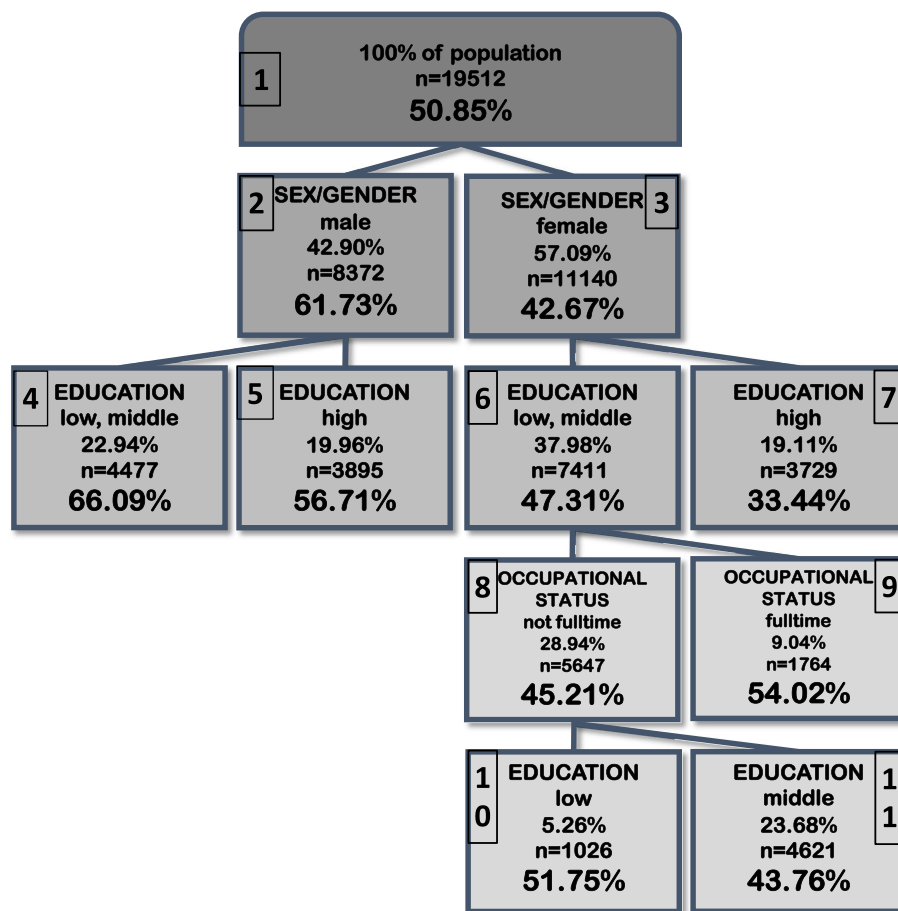 1
100% of population
n=19512
50.85%
2
SEX/GENDER
male
42.90%
n=8372
61.73%
SEX/GENDER
female
57.09%
n=11140
42.67%
3
4
EDUCATION
low, middle
22.94%
n=4477
66.09%
5
EDUCATION
high
19.96%
n=3895
56.71%
6
EDUCATION
low, middle
37.98%
n=7411
47.31%
EDUCATION
high
19.11%
n=3729
33.44%
7
8
OCCUPATIONAL
STATUS
not fulltime
28.94%
n=5647
45.21%
OCCUPATIONAL
STATUS
fulltime
9.04%
n=1764
54.02%
9
1
0
EDUCATION
low
5.26%
n=1026
51.75%
EDUCATION
middle
23.68%
n=4621
43.76%
1
1